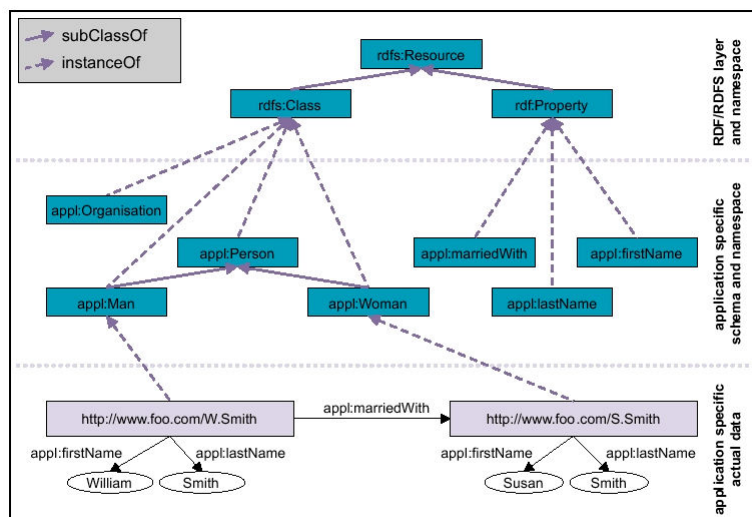 subClassOf
instanceOf
rdfs:Resource
rdfs:Class
rdf:Property
RDF/RDFS layer
and namespace
appl:Organisation
appl:Person
appl:marriedWith
appl:firstName
appl:Man
appl:Woman
appl:lastName
application specific
schema and namespace
http://www.foo.com/W.Smith
appl:marriedWith
http://www.foo.com/S.Smith
appl:firstName
appl:lastName
appl:firstName
appl:lastName
William
Smith
Susan
Smith
application specific
actual data